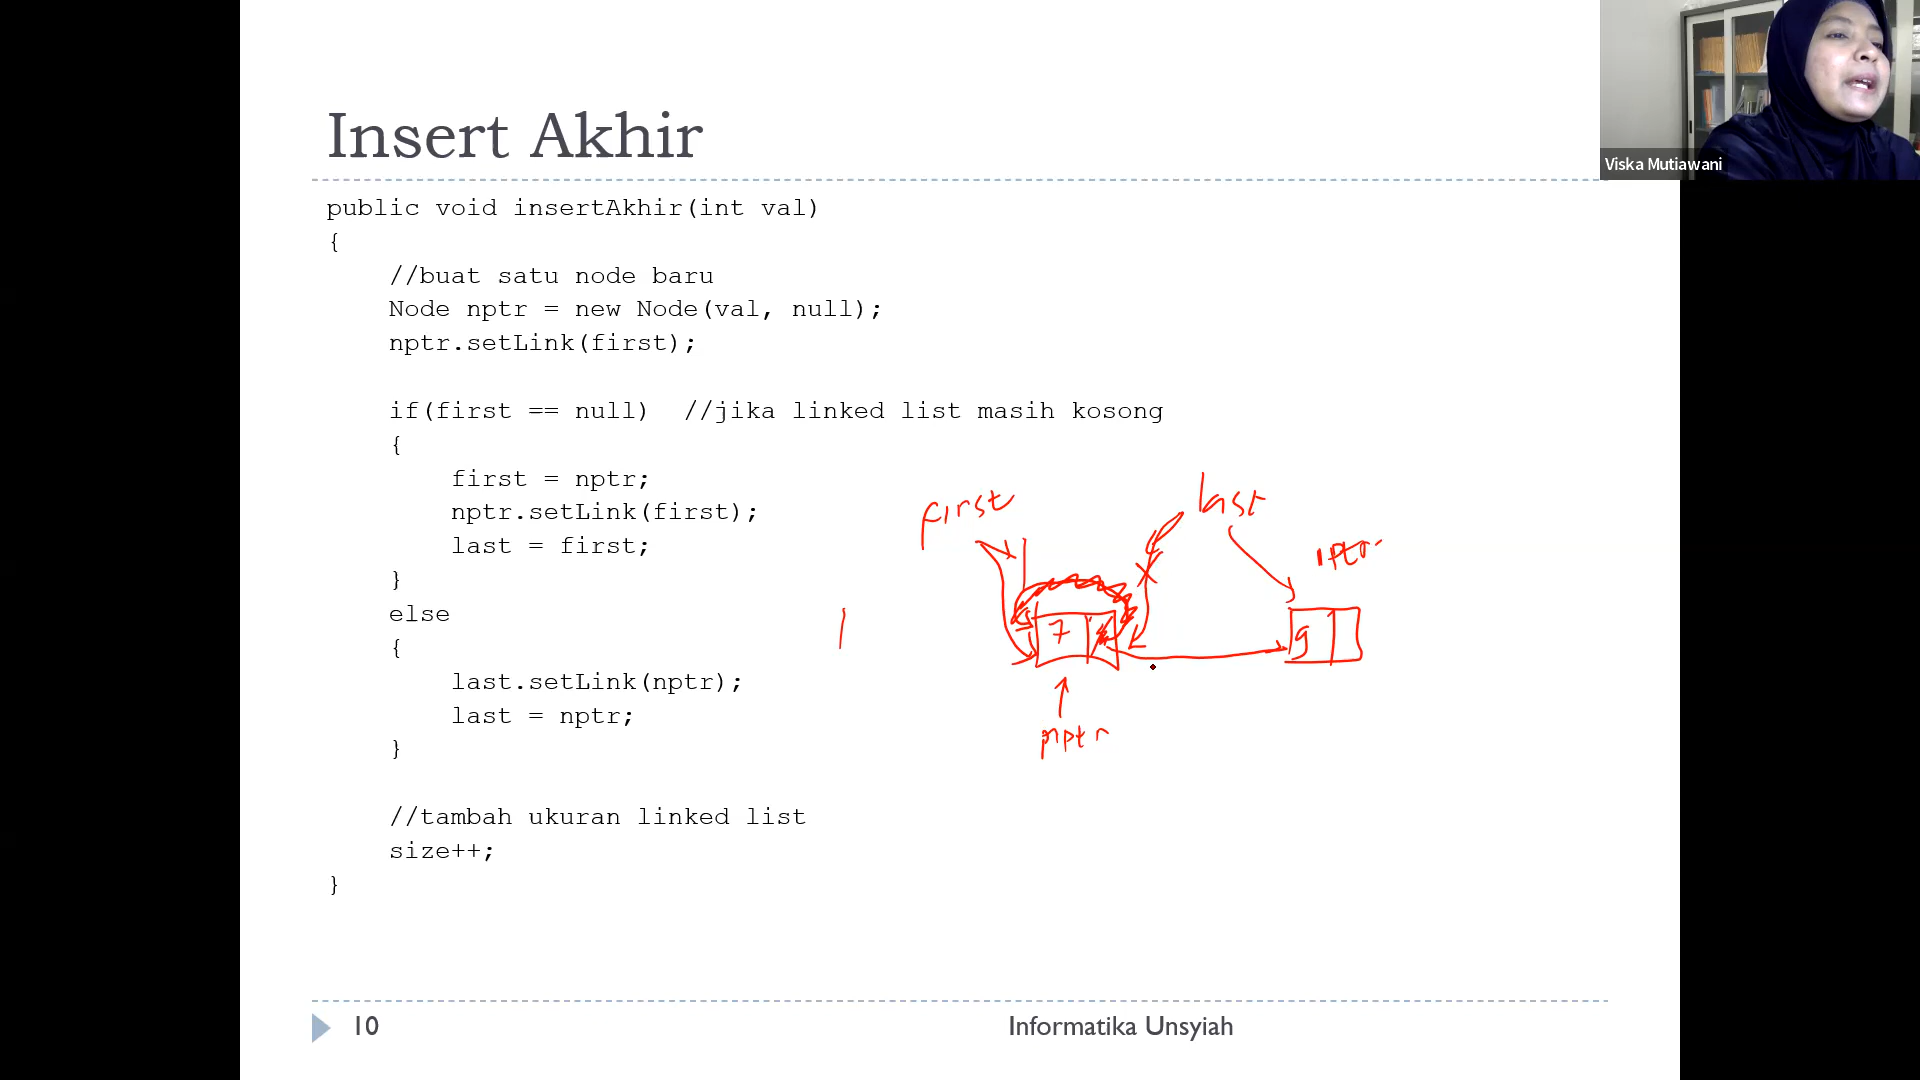 Viska Mutiawani
Insert Akhir
public void insertAkhir(int val)
{
//buat satu node baru
Node nptr = new Node(val, null);
nptr.setLink(first);
if(first == null) //jika linked list masih kosong
{
first = nptr;
nptr.setLink(first);
last = first;
}
else
{
last.setLink(nptr);
last = nptr;
}
//tambah ukuran linked list
size++;
}
first
last
nptr
7
9
nptr
10
Informatika Unsyiah